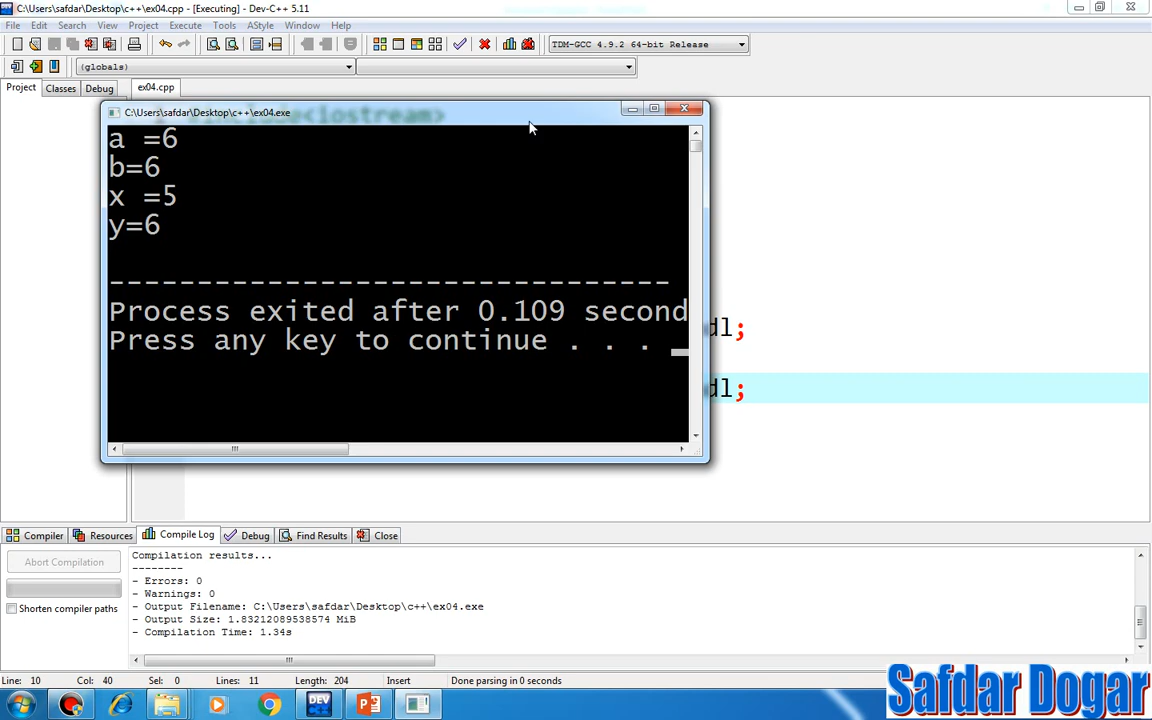 C:\Users\safdar\Desktop\c++\ex04.cpp - [Executing] - Dev-C++ 5.11
File Edit Search View Project Execute Tools AStyle Window Help
TDM-GCC 4.9.2 64-bit Release
(globals)
Project Classes Debug ex04.cpp
C:\Users\safdar\Desktop\c++\ex04.exe
<iostream>
a =6
b=6
x =5
y=6
--------------------------------
Process exited after 0.109 second
Press any key to continue . . .
dl;
dl;
Compiler Resources Compile Log Debug Find Results Close
Abort Compilation
Shorten compiler paths
Compilation results...
--------
- Errors: 0
- Warnings: 0
- Output Filename: C:\Users\safdar\Desktop\c++\ex04.exe
- Output Size: 1.83212089538574 MiB
- Compilation Time: 1.34s
Line: 10 Col: 40 Sel: 0 Lines: 11 Length: 204 Insert Done parsing in 0 seconds
DEV
Safdar Dogar